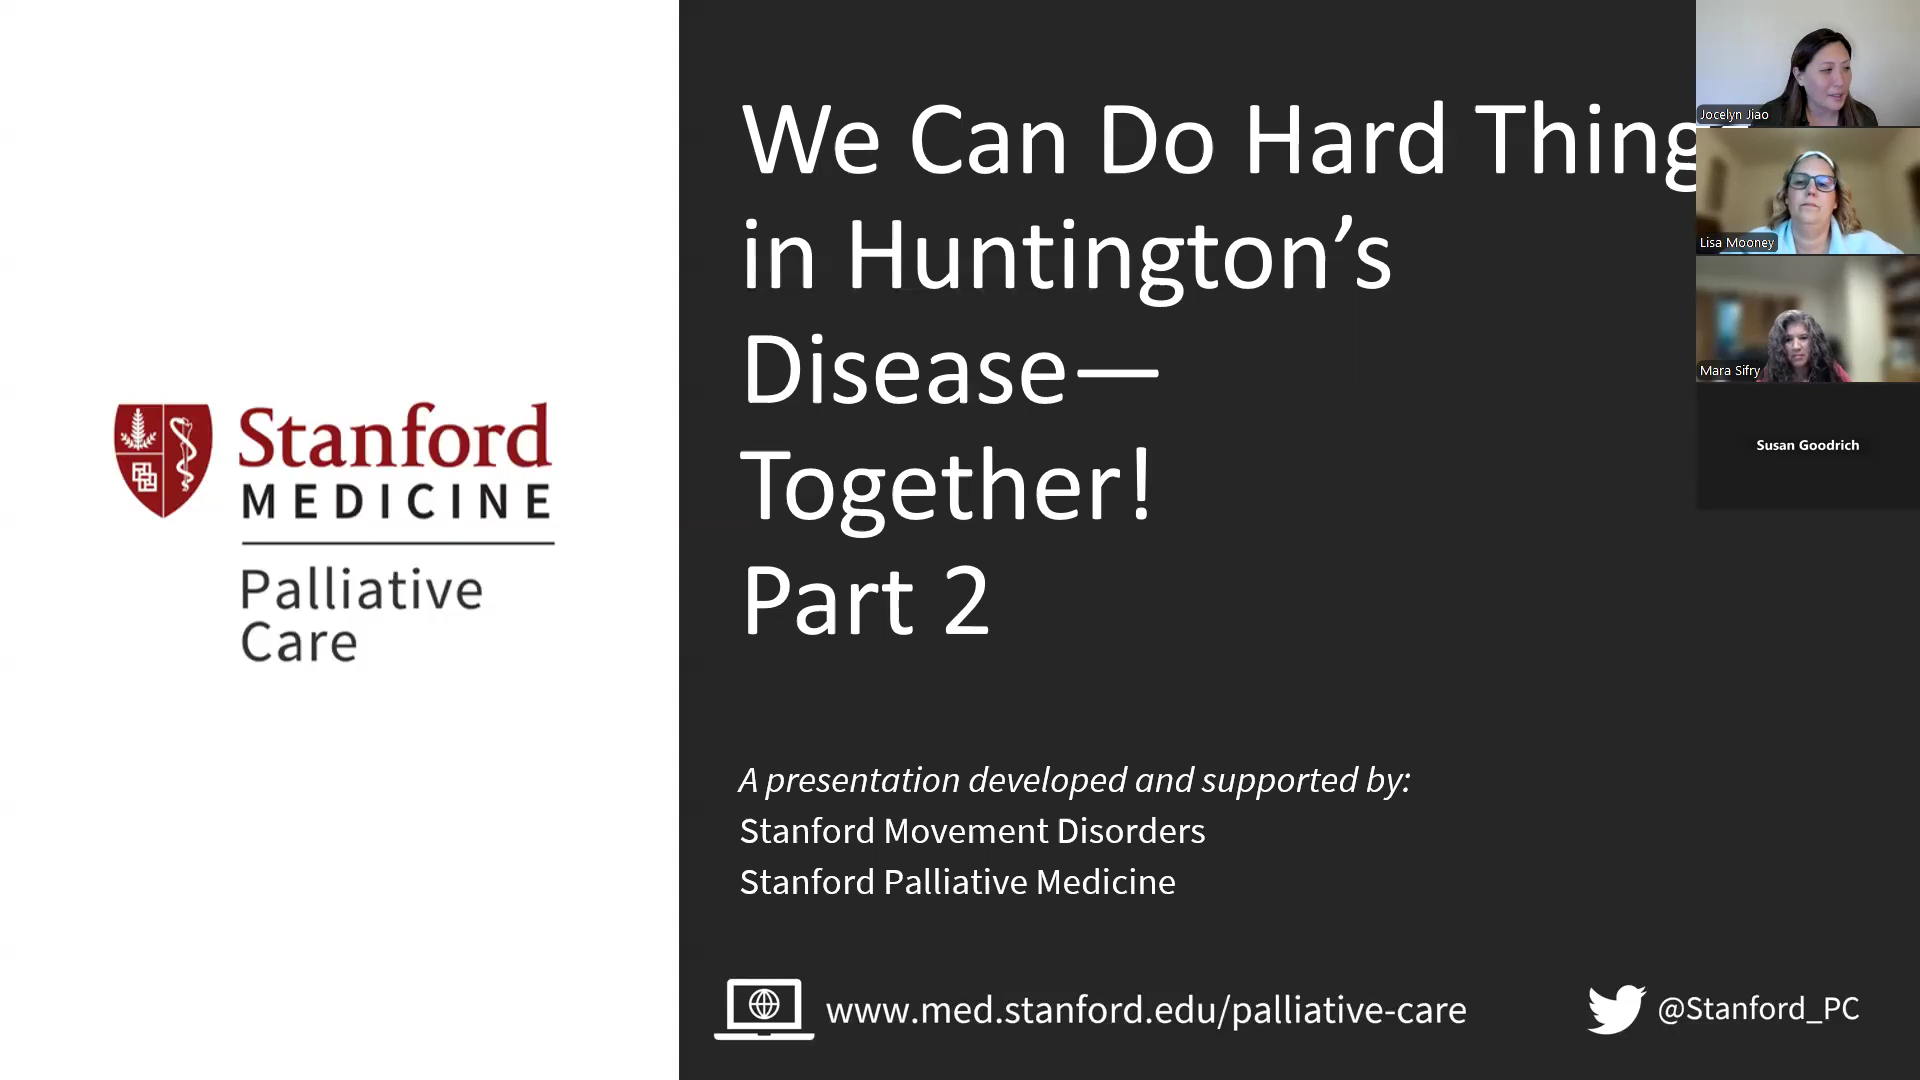 Stanford
MEDICINE
Palliative
Care
We Can Do Hard Thing
in Huntington’s
Disease—
Together!
Part 2
A presentation developed and supported by:
Stanford Movement Disorders
Stanford Palliative Medicine
www.med.stanford.edu/palliative-care
@Stanford_PC
Jocelyn Jiao
Lisa Mooney
Mara Sifry
Susan Goodrich